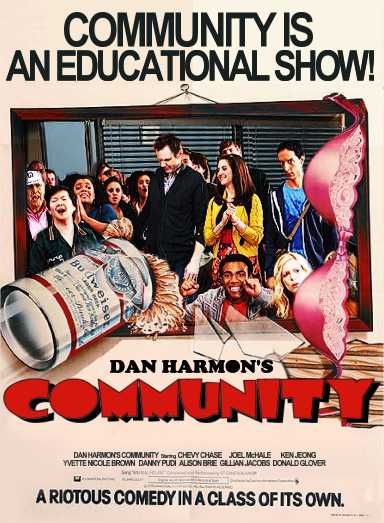 COMMUNITY IS
AN EDUCATIONAL SHOW!
Budweiser
DAN HARMON'S
COMMUNITY
DAN HARMON'S COMMUNITY Starring CHEVY CHASE JOEL McHALE KEN JEONG
YVETTE NICOLE BROWN DANNY PUDI ALISON BRIE GILLIAN JACOBS DONALD GLOVER
A RIOTOUS COMEDY IN A CLASS OF ITS OWN.